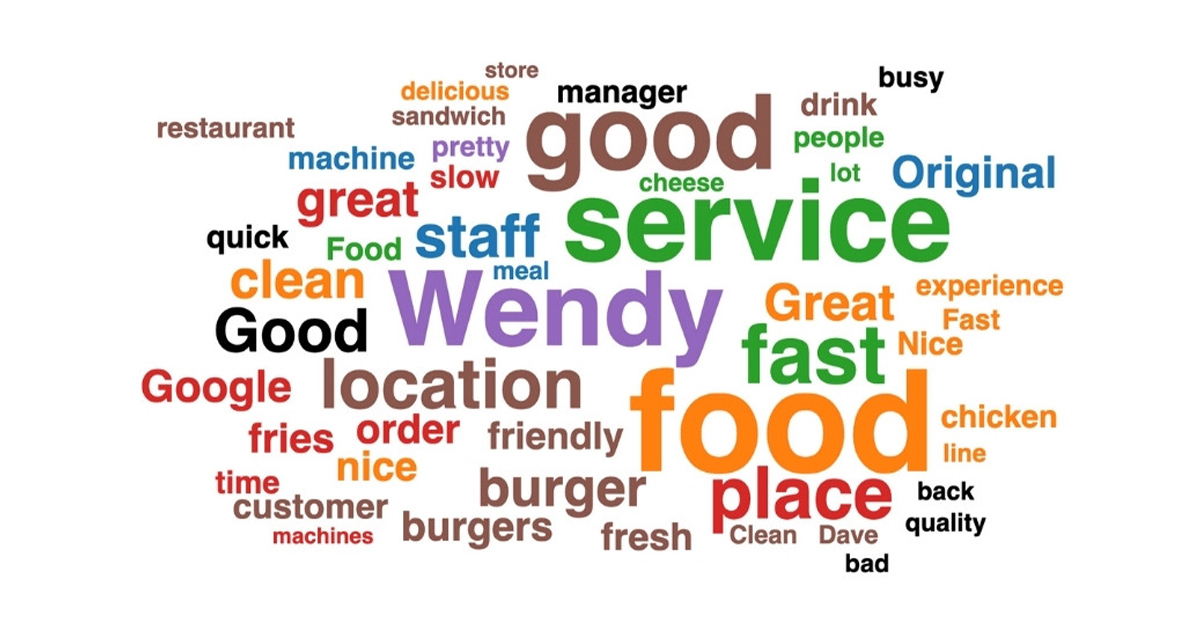 store
busy
delicious
manager
drink
sandwich
restaurant
good
people
pretty
machine
Original
lot
slow
cheese
great
service
quick
staff
Food
meal
clean
Wendy
experience
Great
Fast
Good
Nice
fast
location
Google
food
chicken
order
friendly
fries
line
nice
time
burger
back
place
customer
quality
burgers
machines
fresh
Clean
Dave
bad